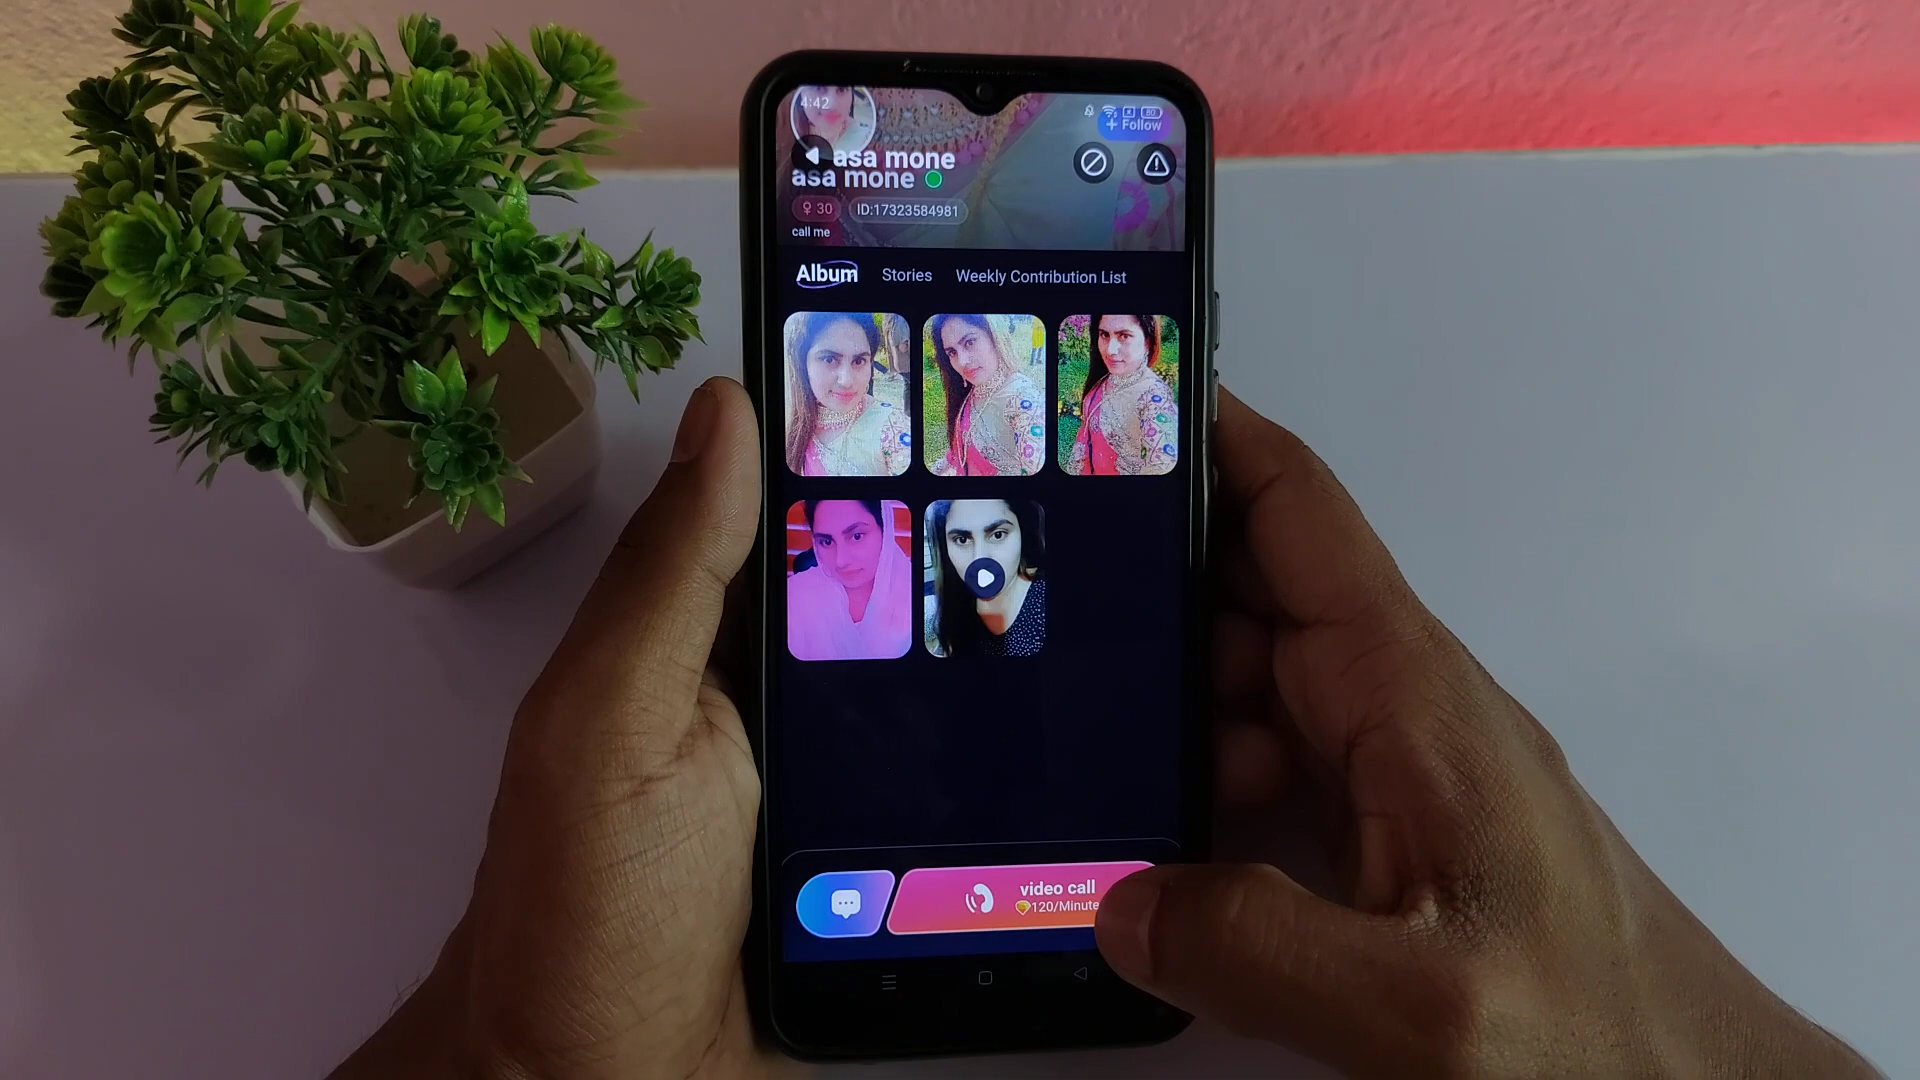 4:42
80
+ Follow
asa mone
asa mone
♀ 30 ID:17323584981
call me
Album Stories Weekly Contribution List
video call
120/Minute